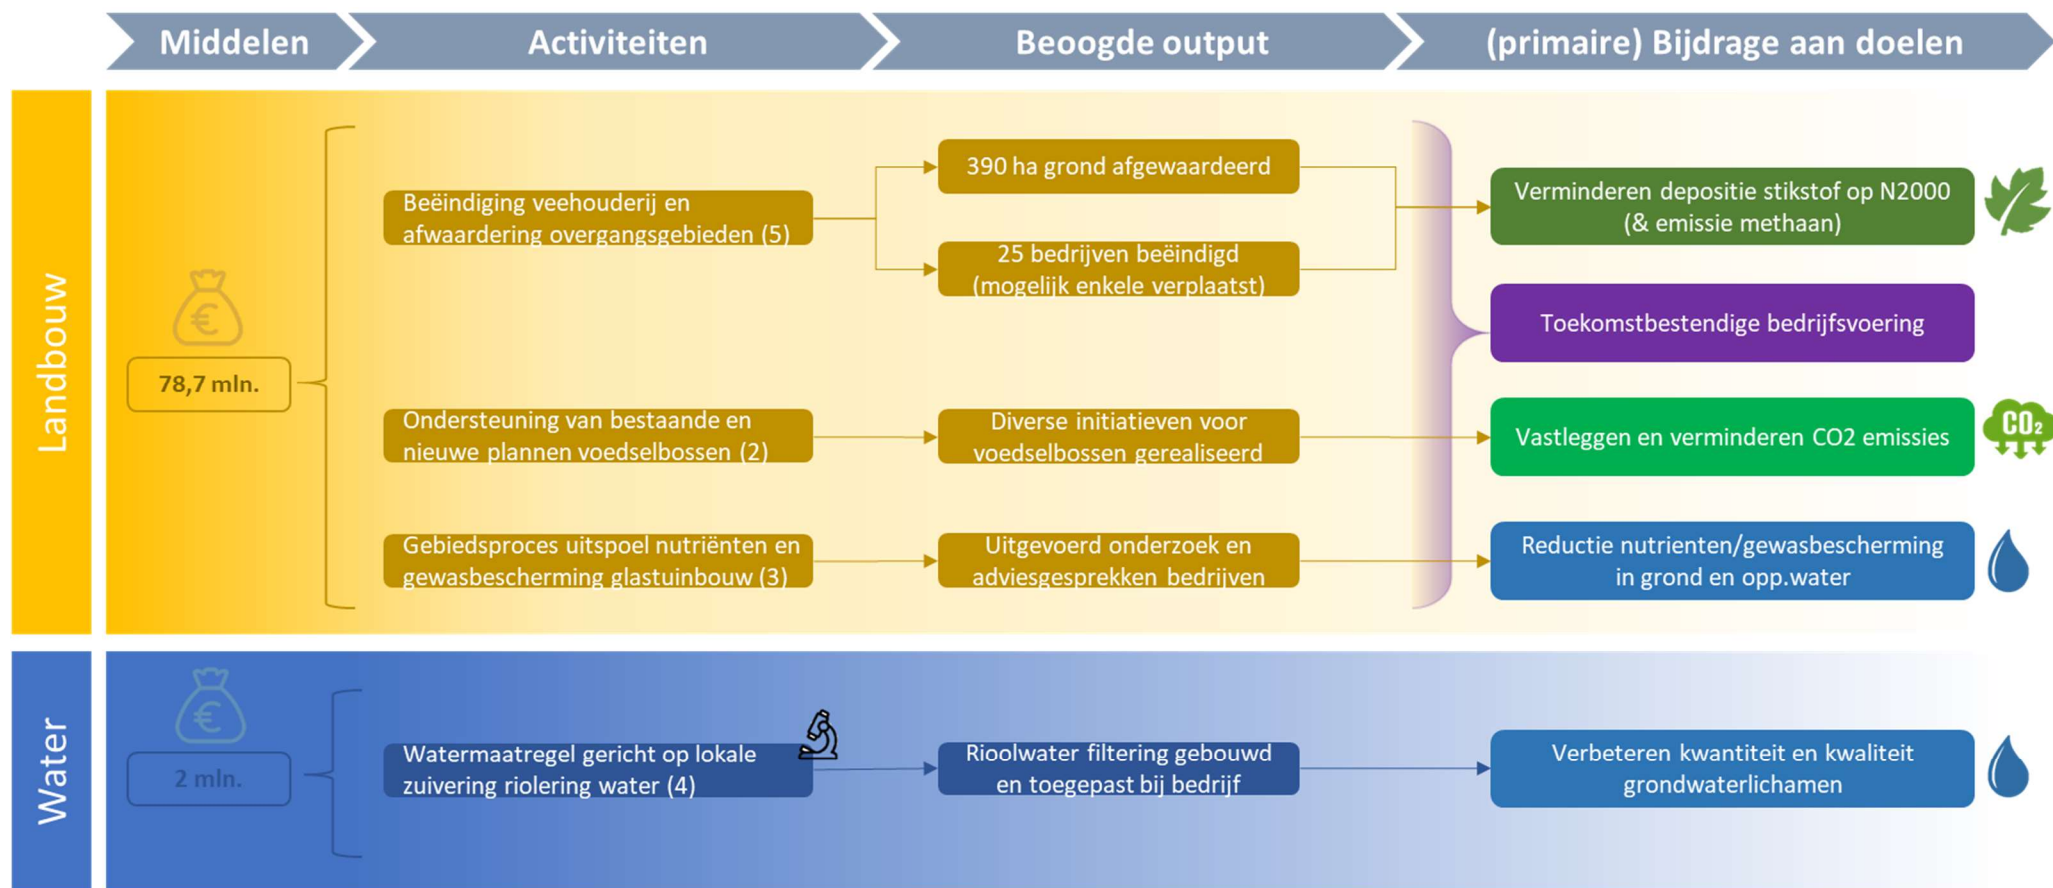 Middelen
Activiteiten
Beoogde output
(primaire) Bijdrage aan doelen
Landbouw
€
78,7 mln.
Beëindiging veehouderij en
afwaardering overgangsgebieden (5)
390 ha grond afgewaardeerd
25 bedrijven beëindigd
(mogelijk enkele verplaatst)
Verminderen depositie stikstof op N2000
(& emissie methaan)
Toekomstbestendige bedrijfsvoering
Ondersteuning van bestaande en
nieuwe plannen voedselbossen (2)
Diverse initiatieven voor
voedselbossen gerealiseerd
Vastleggen en verminderen CO2 emissies
CO₂
Gebiedsproces uitspoel nutriënten en
gewasbescherming glastuinbouw (3)
Uitgevoerd onderzoek en
adviesgesprekken bedrijven
Reductie nutrienten/gewasbescherming
in grond en opp.water
Water
€
2 mln.
Watermaatregel gericht op lokale
zuivering riolering water (4)
Rioolwater filtering gebouwd
en toegepast bij bedrijf
Verbeteren kwantiteit en kwaliteit
grondwaterlichamen